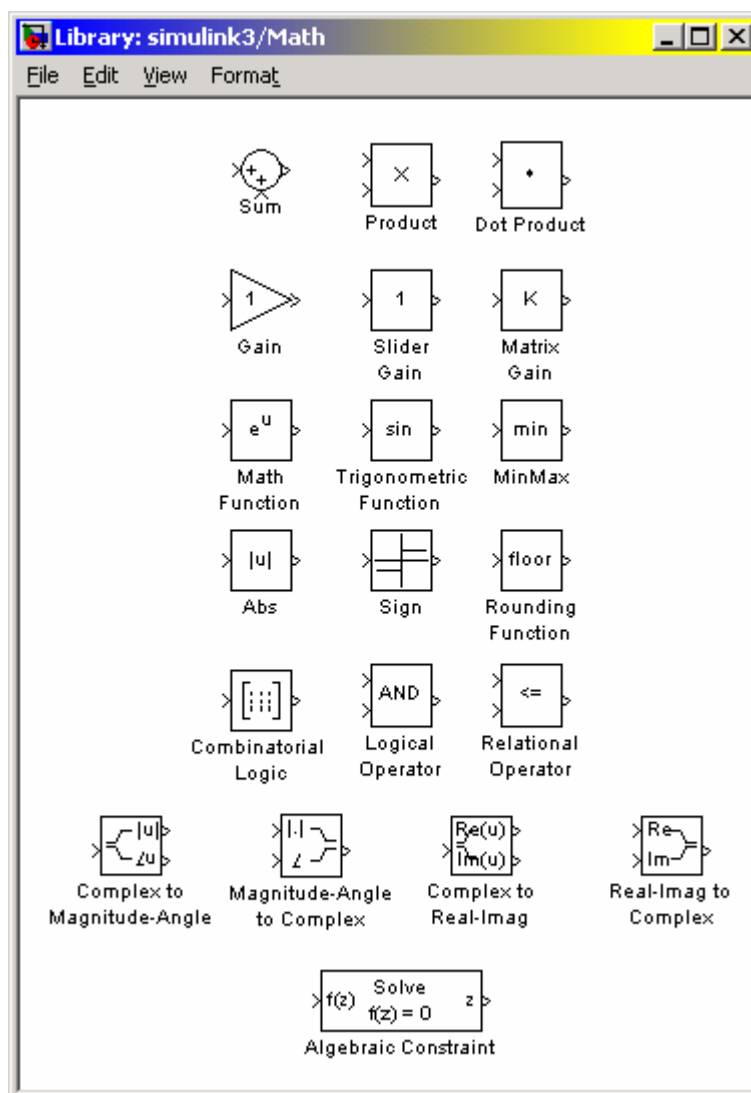 Library: simulink3/Math
File Edit View Format
+
+
Sum
X
Product
•
Dot Product
1
Gain
1
Slider
Gain
K
Matrix
Gain
e^u
Math
Function
sin
Trigonometric
Function
min
MinMax
|u|
Abs
Sign
floor
Rounding
Function
Combinatorial
Logic
AND
Logical
Operator
<=
Relational
Operator
|u|
∠u
Complex to
Magnitude-Angle
|.|
∠
Magnitude-Angle
to Complex
Re(u)
Im(u)
Complex to
Real-Imag
Re
Im
Real-Imag to
Complex
f(z) Solve z
f(z) = 0
Algebraic Constraint